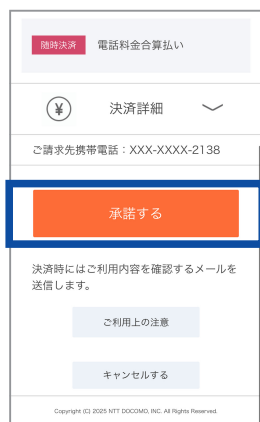 随時決済 電話料金合算払い
¥ 決済詳細
ご請求先携帯電話：XXX-XXXX-2138
承諾する
決済時にはご利用内容を確認するメールを
送信します。
ご利用上の注意
キャンセルする
Copyright (C) 2025 NTT DOCOMO, INC. All Rights Reserved.